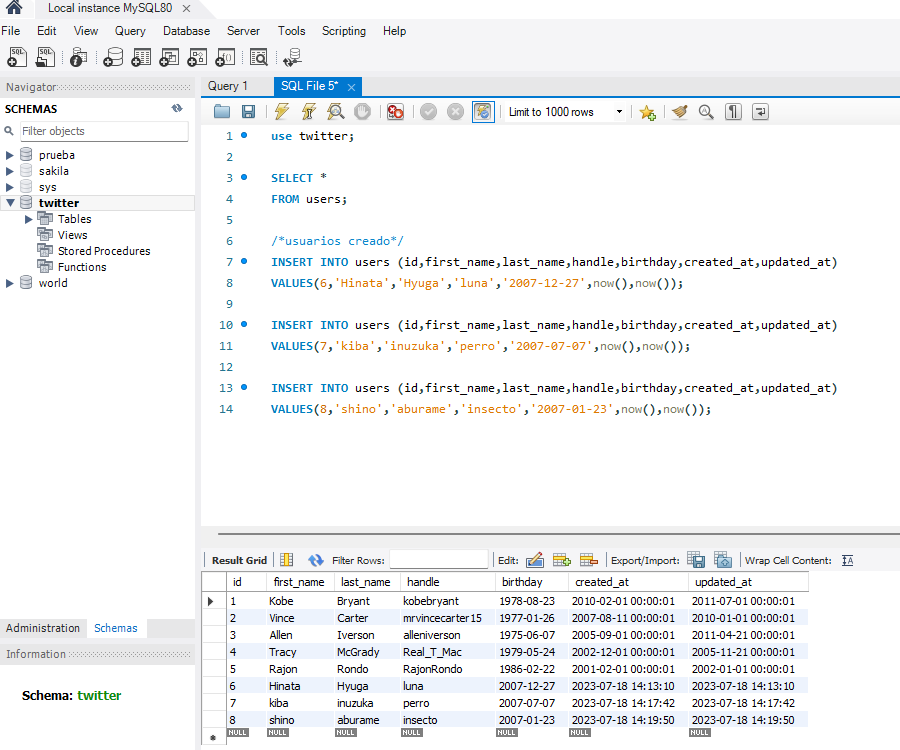 Local instance MySQL80
File Edit View Query Database Server Tools Scripting Help
Navigator
SCHEMAS
Filter objects
prueba
sakila
sys
twitter
Tables
Views
Stored Procedures
Functions
world
Administration Schemas
Information
Schema: twitter
Query 1 SQL File 5*
Limit to 1000 rows
1 use twitter;
2
3 SELECT *
4 FROM users;
5
6 /*usuarios creado*/
7 INSERT INTO users (id,first_name,last_name,handle,birthday,created_at,updated_at)
8 VALUES(6,'Hinata','Hyuga','luna','2007-12-27',now(),now());
9
10 INSERT INTO users (id,first_name,last_name,handle,birthday,created_at,updated_at)
11 VALUES(7,'kiba','inuzuka','perro','2007-07-07',now(),now());
12
13 INSERT INTO users (id,first_name,last_name,handle,birthday,created_at,updated_at)
14 VALUES(8,'shino','aburame','insecto','2007-01-23',now(),now());
Result Grid Filter Rows: Edit: Export/Import: Wrap Cell Content:
id first_name last_name handle birthday created_at updated_at
1 Kobe Bryant kobebryant 1978-08-23 2010-02-01 00:00:01 2011-07-01 00:00:01
2 Vince Carter mrvincecarter15 1977-01-26 2007-08-11 00:00:01 2010-01-01 00:00:01
3 Allen Iverson alleniverson 1975-06-07 2005-09-01 00:00:01 2011-04-21 00:00:01
4 Tracy McGrady Real_T_Mac 1979-05-24 2002-12-01 00:00:01 2005-11-21 00:00:01
5 Rajon Rondo RajonRondo 1986-02-22 2001-02-01 00:00:01 2002-01-01 00:00:01
6 Hinata Hyuga luna 2007-12-27 2023-07-18 14:13:10 2023-07-18 14:13:10
7 kiba inuzuka perro 2007-07-07 2023-07-18 14:17:42 2023-07-18 14:17:42
8 shino aburame insecto 2007-01-23 2023-07-18 14:19:50 2023-07-18 14:19:50
NULL NULL NULL NULL NULL NULL NULL